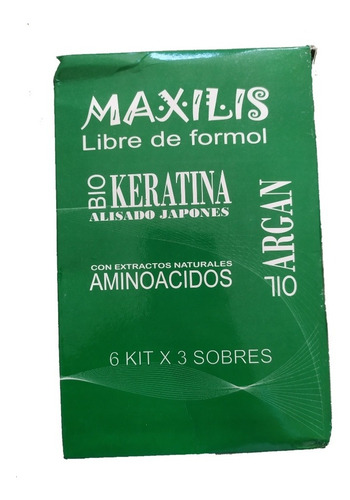 MAXILIS
Libre de formol
BIO
KERATINA
ALISADO JAPONES
OIL ARGAN
CON EXTRACTOS NATURALES
AMINOACIDOS
6 KIT X 3 SOBRES